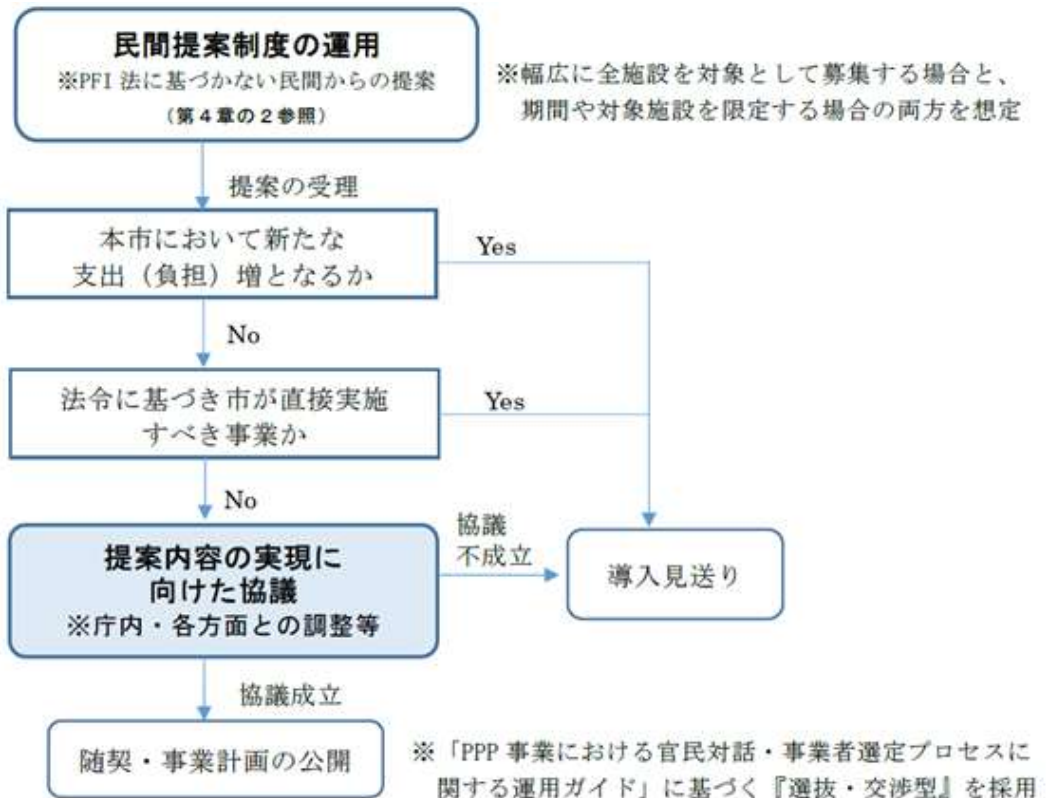 民間提案制度の運用
※PFI 法に基づかない民間からの提案
（第４章の２参照）
※幅広に全施設を対象として募集する場合と、
期間や対象施設を限定する場合の両方を想定
提案の受理
本市において新たな
支出（負担）増となるか
Yes
No
法令に基づき市が直接実施
すべき事業か
Yes
No
提案内容の実現に
向けた協議
※庁内・各方面との調整等
協議
不成立
導入見送り
協議成立
随契・事業計画の公開
※「PPP 事業における官民対話・事業者選定プロセスに
関する運用ガイド」に基づく『選抜・交渉型』を採用